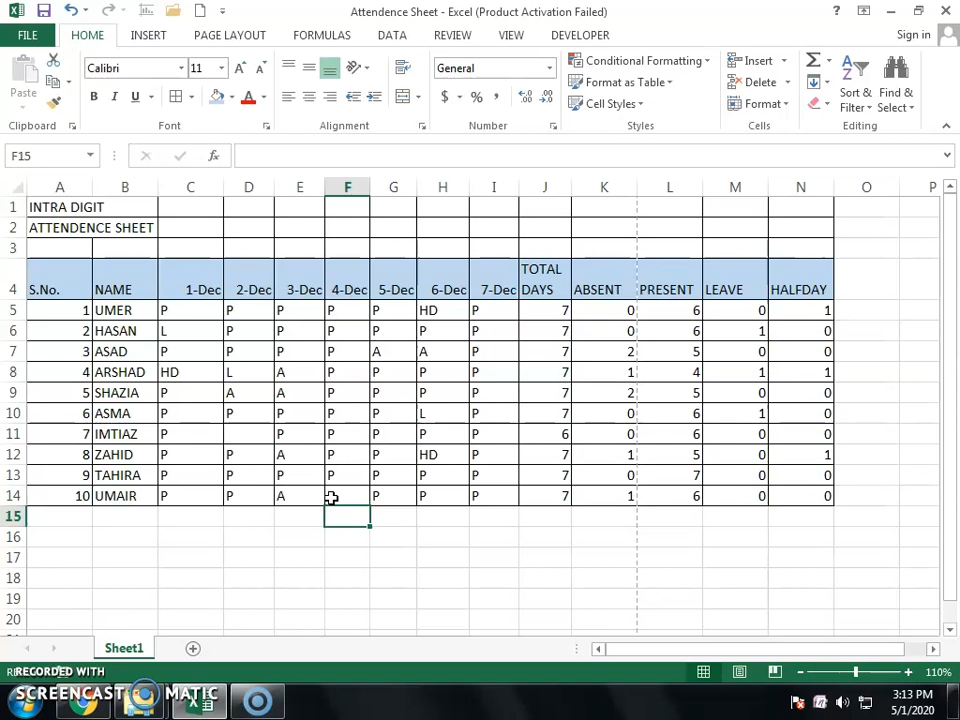 Attendence Sheet - Excel (Product Activation Failed)
FILE HOME INSERT PAGE LAYOUT FORMULAS DATA REVIEW VIEW DEVELOPER Sign in
Paste
Calibri 11
B I U
General
$ % ,
Conditional Formatting
Format as Table
Cell Styles
Insert
Delete
Format
Sort & Filter
Find & Select
Clipboard Font Alignment Number Styles Cells Editing
F15 fx
A B C D E F G H I J K L M N O P
1 INTRA DIGIT
2 ATTENDENCE SHEET
3
4 S.No. NAME 1-Dec 2-Dec 3-Dec 4-Dec 5-Dec 6-Dec 7-Dec TOTAL DAYS ABSENT PRESENT LEAVE HALFDAY
5 1 UMER P P P P P HD P 7 0 6 0 1
6 2 HASAN L P P P P P P 7 0 6 1 0
7 3 ASAD P P P P A A P 7 2 5 0 0
8 4 ARSHAD HD L A P P P P 7 1 4 1 1
9 5 SHAZIA P A A P P P P 7 2 5 0 0
10 6 ASMA P P P P P L P 7 0 6 1 0
11 7 IMTIAZ P P P P P P 6 0 6 0 0
12 8 ZAHID P P A P P HD P 7 1 5 0 1
13 9 TAHIRA P P P P P P P 7 0 7 0 0
14 10 UMAIR P P A P P P 7 1 6 0 0
15
16
17
18
19
20
Sheet1
110%
RECORDED WITH
SCREENCAST MATIC
3:13 PM
5/1/2020